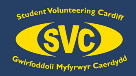 Student Volunteering Cardiff
SVC
Gwirfoddoli Myfyrwyr Caerdydd